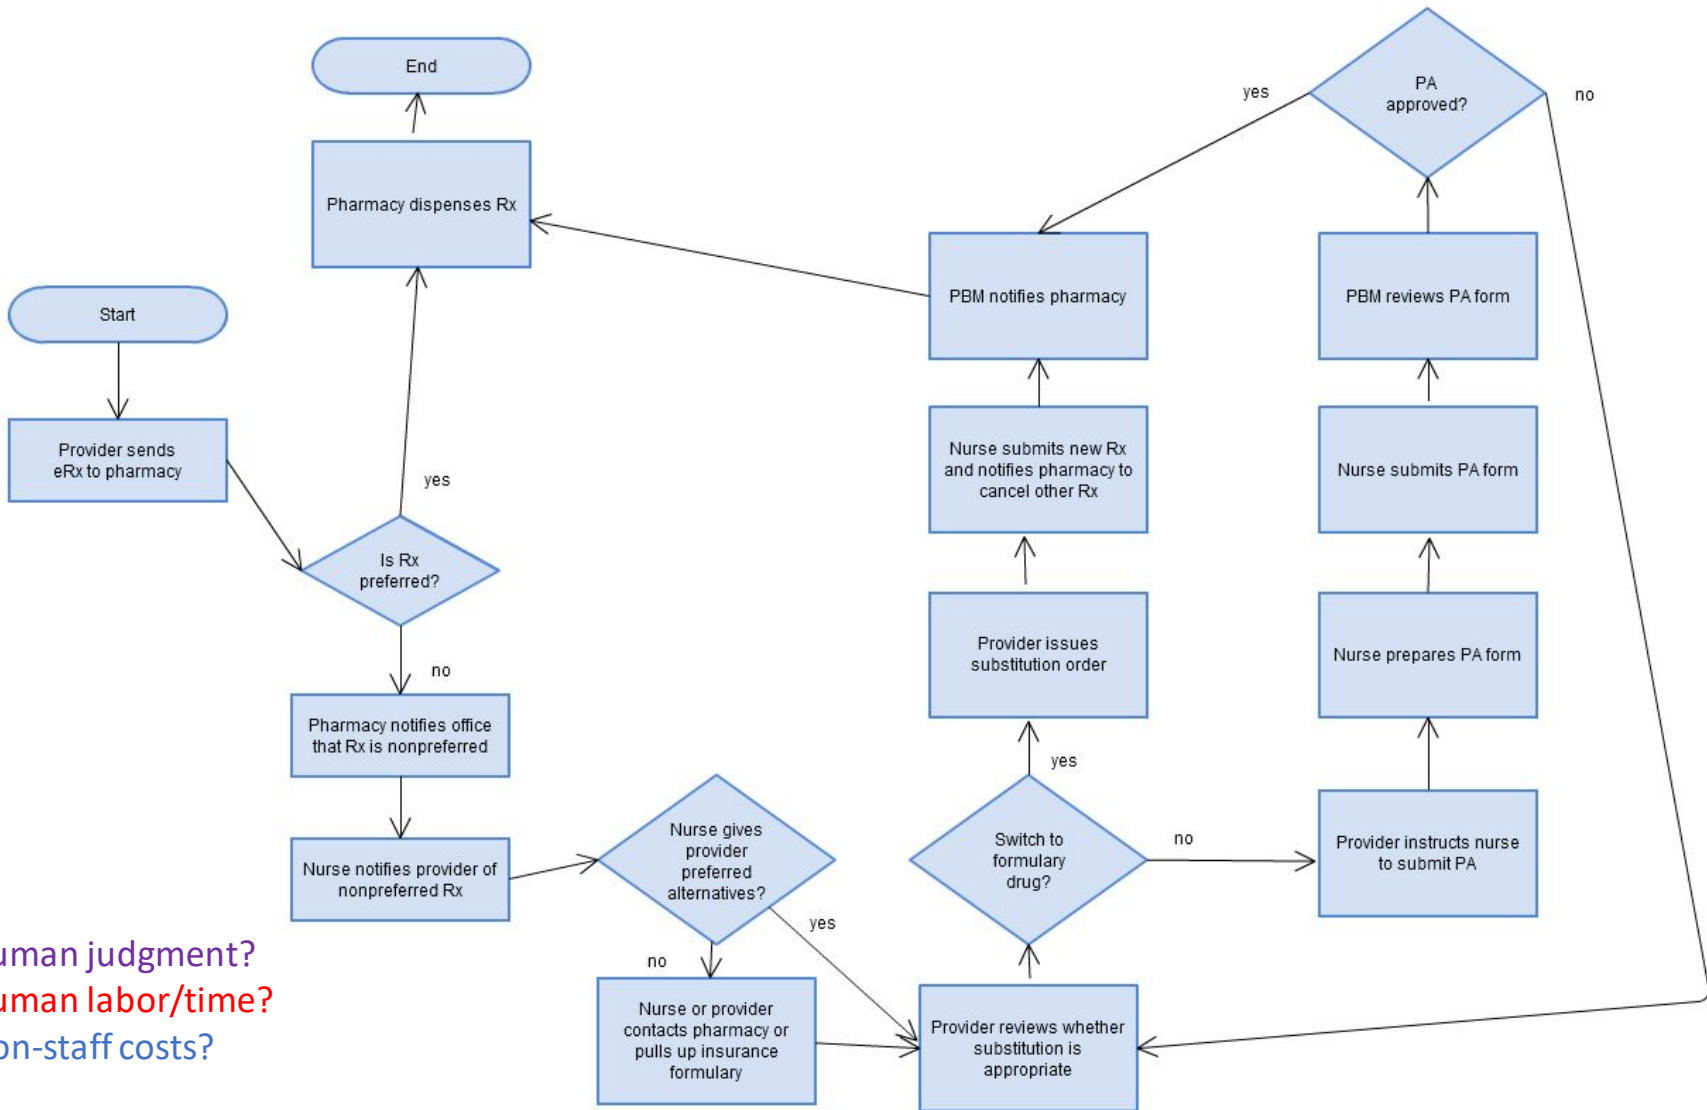 End
Pharmacy dispenses Rx
Start
Provider sends
eRx to pharmacy
yes
Is Rx
preferred?
no
Pharmacy notifies office
that Rx is nonpreferred
Nurse notifies provider of
nonpreferred Rx
Nurse gives
provider
preferred
alternatives?
yes
no
Nurse or provider
contacts pharmacy or
pulls up insurance
formulary
Provider reviews whether
substitution is
appropriate
Switch to
formulary
drug?
yes
no
Provider issues
substitution order
Nurse submits new Rx
and notifies pharmacy to
cancel other Rx
PBM notifies pharmacy
Provider instructs nurse
to submit PA
Nurse prepares PA form
Nurse submits PA form
PBM reviews PA form
PA
approved?
yes
no
uman judgment?
uman labor/time?
on-staff costs?